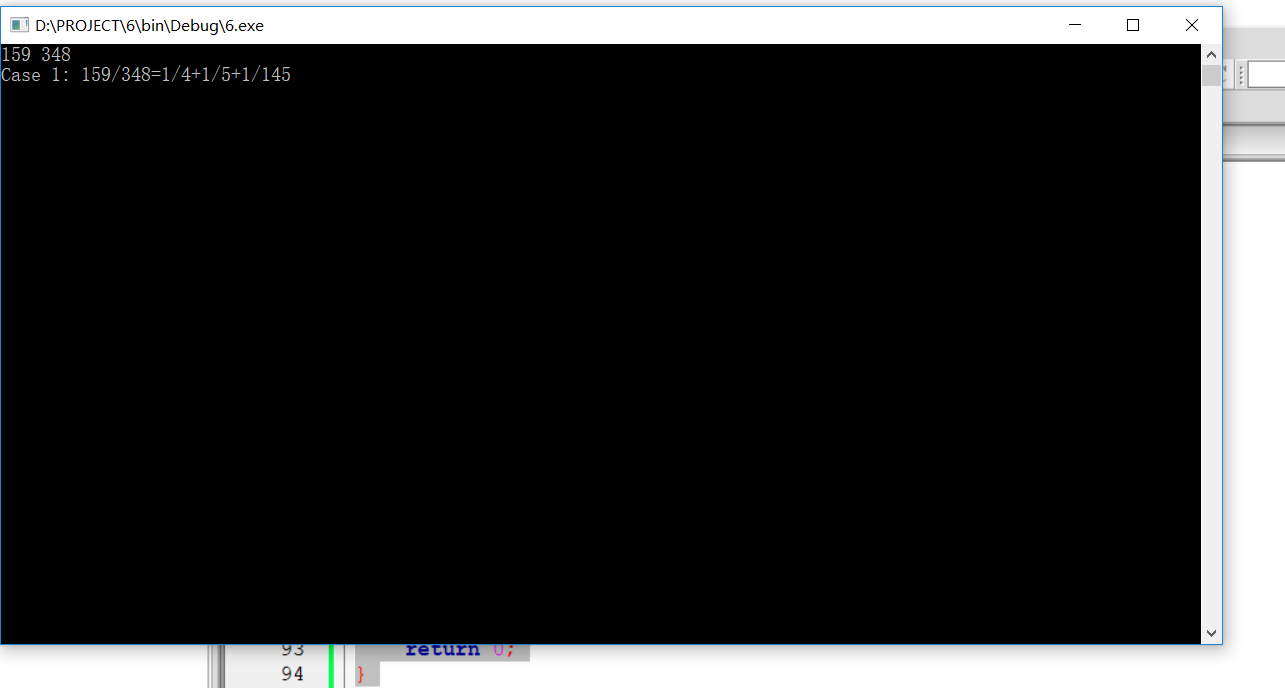 D:\PROJECT\6\bin\Debug\6.exe
159 348
Case 1: 159/348=1/4+1/5+1/145
93 return 0;
94 }